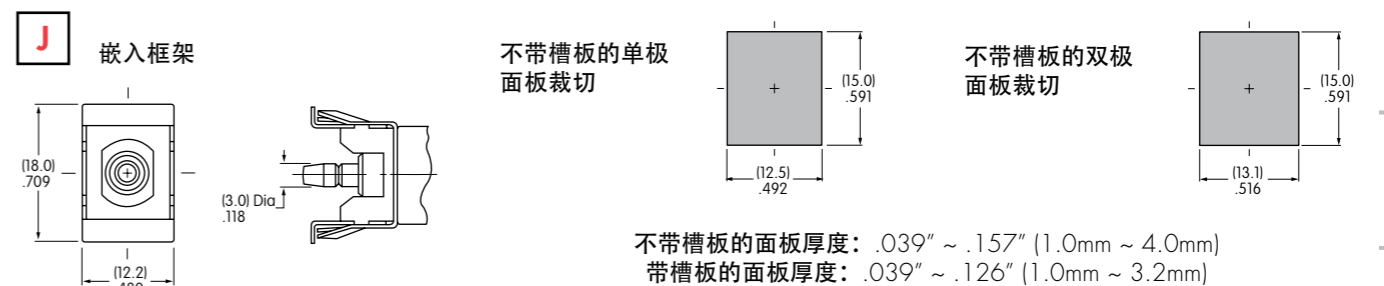 J
嵌入框架
(18.0)
.709
(12.2)
(3.0) Dia
.118
不带槽板的单极
面板裁切
(15.0)
.591
(12.5)
.492
不带槽板的双极
面板裁切
(15.0)
.591
(13.1)
.516
不带槽板的面板厚度：.039" ~ .157" (1.0mm ~ 4.0mm)
带槽板的面板厚度：.039" ~ .126" (1.0mm ~ 3.2mm)